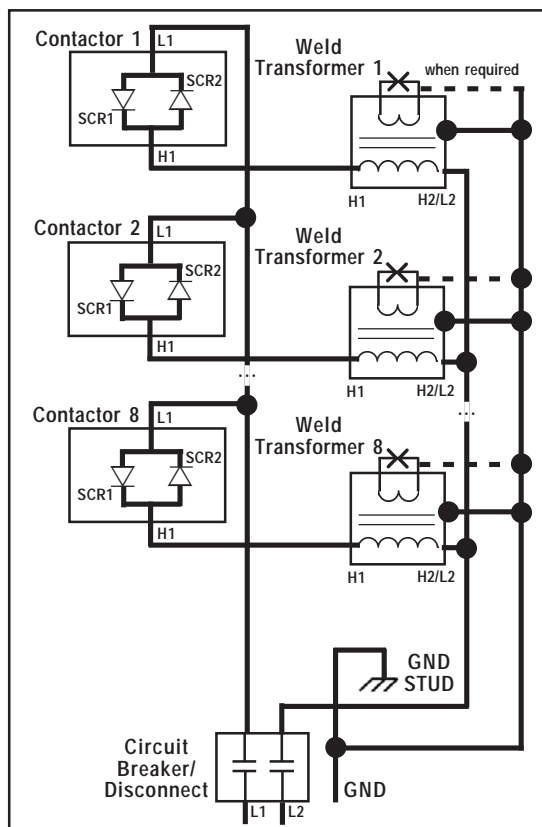 Contactor 1
L1
SCR2
SCR1
H1
Weld
Transformer 1
when required
H1
H2/L2
Contactor 2
L1
SCR2
SCR1
H1
Weld
Transformer 2
H1
H2/L2
...
...
Contactor 8
L1
SCR2
SCR1
H1
Weld
Transformer
8
H1
H2/L2
GND
STUD
Circuit
Breaker/
Disconnect
L1
L2
GND